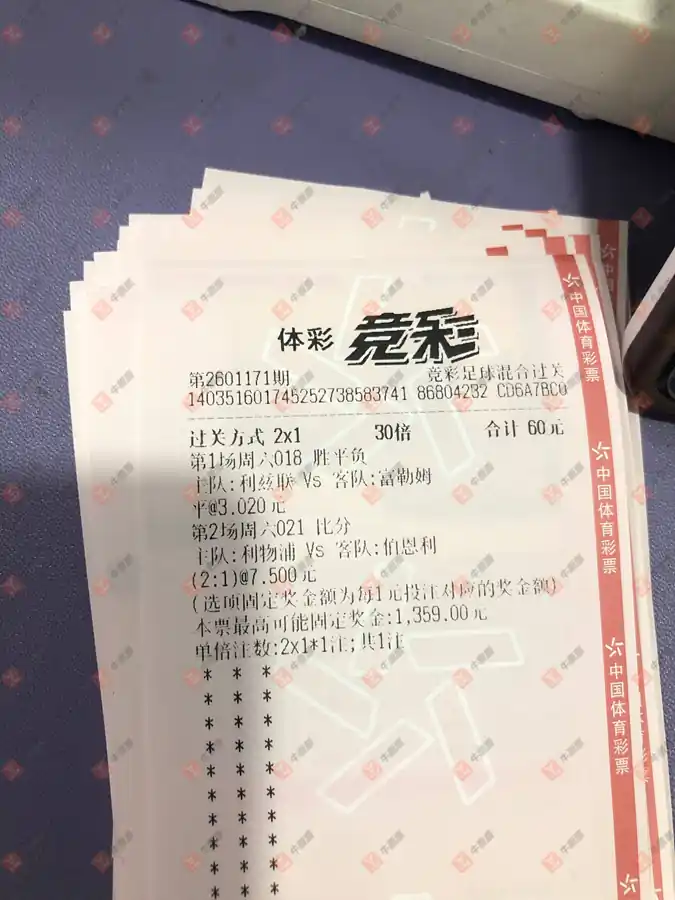 体彩 竞彩
第2601171期 竞彩足球混合过关
140351601745252738583741 86804232 CD6A7BC0
过关方式 2x1 30倍 合计 60元
第1场周六018 胜平负
主队:利兹联 Vs 客队:富勒姆
平@3.020元
第2场周六021 比分
主队:利物浦 Vs 客队:伯恩利
(2:1)@7.500元
(选项固定奖金额为每1元投注对应的奖金额)
本票最高可能固定奖金:1,359.00元
单倍注数:2x1*1注;共1注
* * *
* * *
* * *
* * *
* * *
* * *
* * *
* * *
* * *
* * *
中国体育彩票
中国体育彩票
中国体育彩票